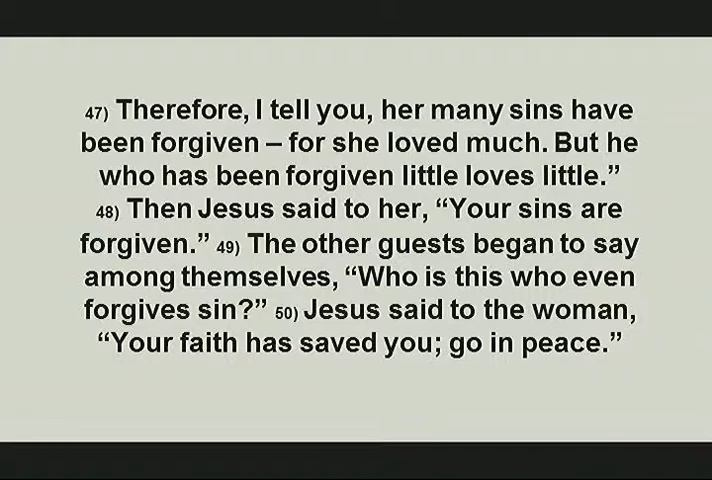 47) Therefore, I tell you, her many sins have
been forgiven – for she loved much. But he
who has been forgiven little loves little.”
48) Then Jesus said to her, “Your sins are
forgiven.” 49) The other guests began to say
among themselves, “Who is this who even
forgives sin?” 50) Jesus said to the woman,
“Your faith has saved you; go in peace.”